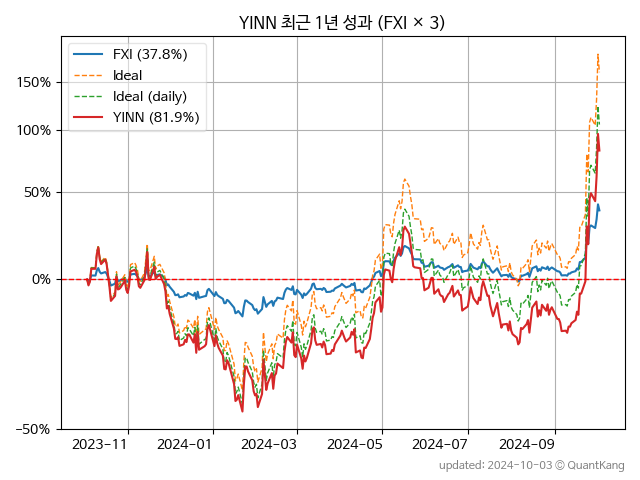 YINN 최근 1년 성과 (FXI × 3)
FXI (37.8%)
Ideal
Ideal (daily)
YINN (81.9%)
150%
100%
50%
0%
−50%
2023-11 2024-01 2024-03 2024-05 2024-07 2024-09
updated: 2024-10-03 © QuantKang